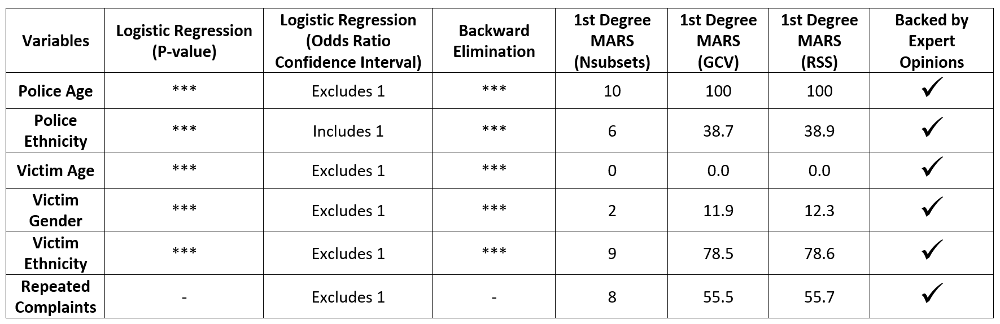 Variables
Logistic Regression
(P-value)
Logistic Regression
(Odds Ratio
Confidence Interval)
Backward
Elimination
1st Degree
MARS
(Nsubsets)
1st Degree
MARS
(GCV)
1st Degree
MARS
(RSS)
Backed by
Expert
Opinions
Police Age
***
Excludes 1
***
10
100
100
✓
Police
Ethnicity
***
Includes 1
***
6
38.7
38.9
✓
Victim Age
***
Excludes 1
***
0
0.0
0.0
✓
Victim
Gender
***
Excludes 1
***
2
11.9
12.3
✓
Victim
Ethnicity
***
Excludes 1
***
9
78.5
78.6
✓
Repeated
Complaints
-
Excludes 1
-
8
55.5
55.7
✓